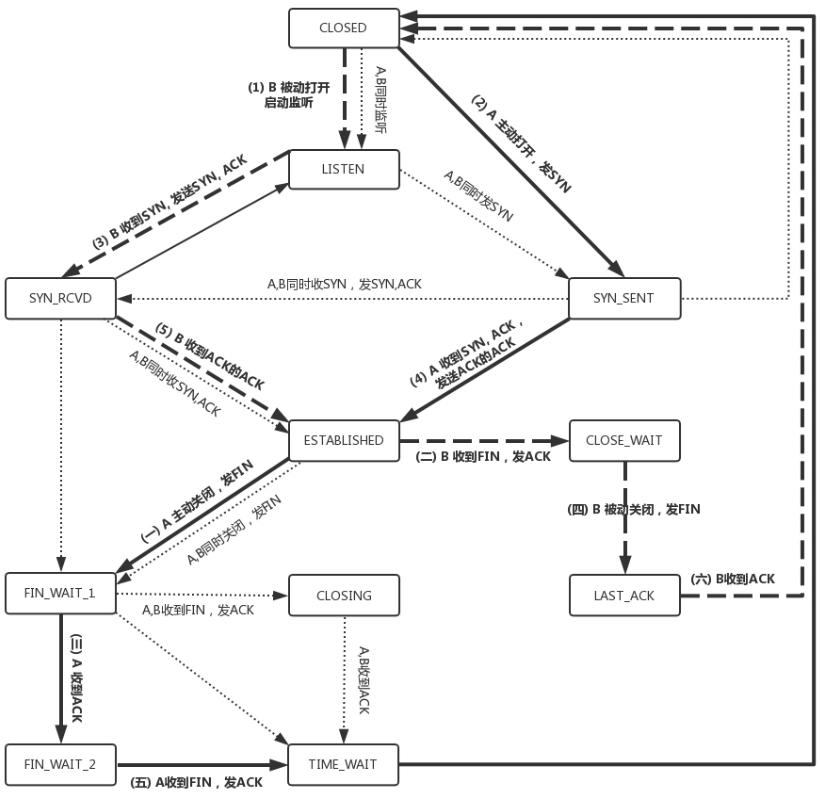 CLOSED
(1) B 被动打开
启动监听
A,B同时监听
(2) A 主动打开，发SYN
LISTEN
(3) B 收到SYN, 发送SYN, ACK
A,B同时发SYN
SYN_RCVD
A,B同时收SYN，发SYN,ACK
SYN_SENT
(5) B 收到ACK的ACK
A,B同时收SYN,ACK
(4) A 收到SYN, ACK，
发送ACK的ACK
ESTABLISHED
CLOSE_WAIT
(二) B 收到FIN，发ACK
(一) A 主动关闭，发FIN
A,B同时关闭，发FIN
(四) B 被动关闭，发FIN
FIN_WAIT_1
CLOSING
LAST_ACK
(六) B收到ACK
A,B收到FIN，发ACK
(三) A 收到ACK
A,B收到ACK
FIN_WAIT_2
TIME_WAIT
(五) A收到FIN，发ACK